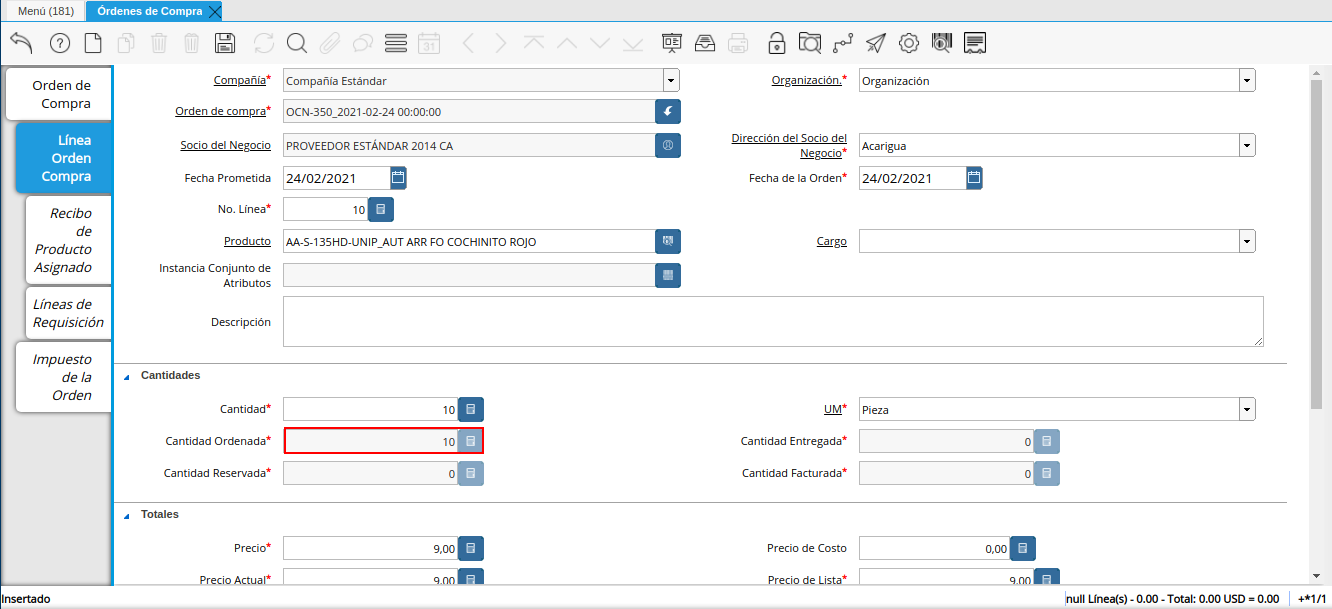 Menú (181)
Órdenes de Compra
31
Orden de
Compra
Línea
Orden
Compra
Recibo
de
Producto
Asignado
Líneas de
Requisición
Impuesto
de la
Orden
Compañía* Compañía Estándar
Organización.* Organización
Orden de compra* OCN-350_2021-02-24 00:00:00
Socio del Negocio PROVEEDOR ESTÁNDAR 2014 CA
Dirección del Socio del
Negocio* Acarigua
Fecha Prometida 24/02/2021
Fecha de la Orden* 24/02/2021
No. Línea* 10
Producto AA-S-135HD-UNIP_AUT ARR FO COCHINITO ROJO
Cargo
Instancia Conjunto de
Atributos
Descripción
Cantidades
Cantidad* 10
UM* Pieza
Cantidad Ordenada* 10
Cantidad Entregada* 0
Cantidad Reservada* 0
Cantidad Facturada* 0
Totales
Precio* 9,00
Precio de Costo 0,00
Precio Actual* 9,00
Precio de Lista* 9,00
Insertado
null Línea(s) - 0.00 - Total: 0.00 USD = 0.00
+*1/1